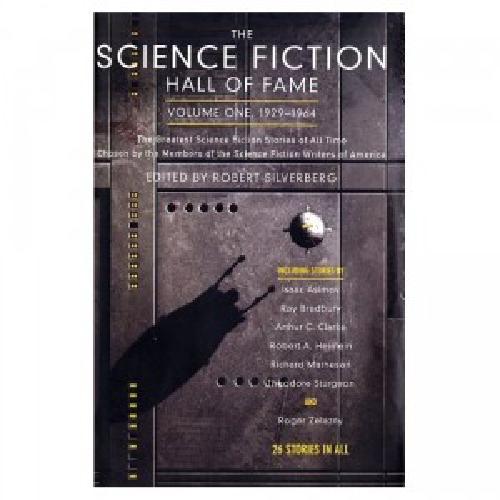 THE
SCIENCE FICTION
HALL OF FAME
VOLUME ONE, 1929–1964
The Greatest Science Fiction Stories of All Time
Chosen by the Members of the Science Fiction Writers of America
EDITED BY ROBERT SILVERBERG
INCLUDING STORIES BY
Isaac Asimov
Ray Bradbury
Arthur C. Clarke
Robert A. Heinlein
Richard Matheson
Theodore Sturgeon
AND
Roger Zelazny
26 STORIES IN ALL